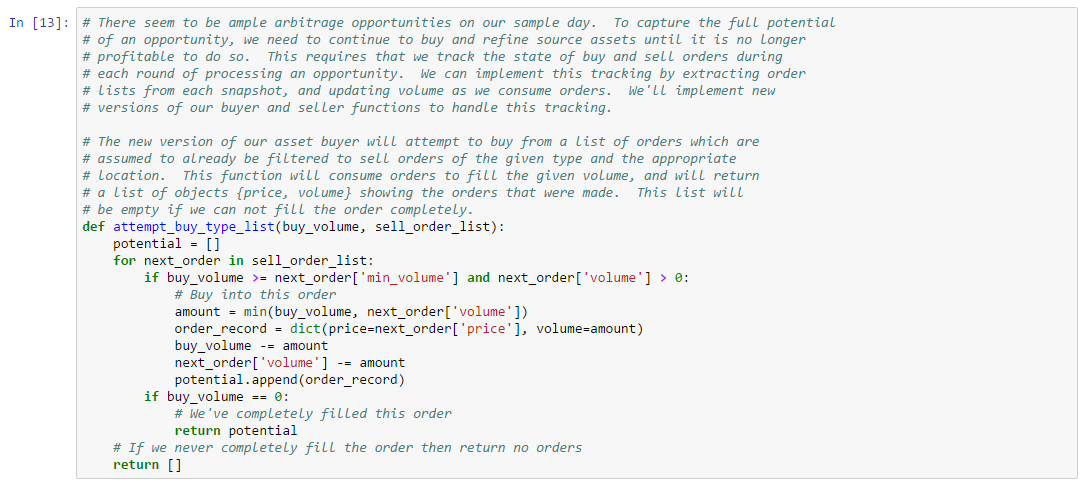 In [13]:
# There seem to be ample arbitrage opportunities on our sample day.  To capture the full potential
# of an opportunity, we need to continue to buy and refine source assets until it is no longer
# profitable to do so.  This requires that we track the state of buy and sell orders during
# each round of processing an opportunity.  We can implement this tracking by extracting order
# lists from each snapshot, and updating volume as we consume orders.  We'll implement new
# versions of our buyer and seller functions to handle this tracking.

# The new version of our asset buyer will attempt to buy from a list of orders which are
# assumed to already be filtered to sell orders of the given type and the appropriate
# location.  This function will consume orders to fill the given volume, and will return
# a list of objects {price, volume} showing the orders that were made.  This list will
# be empty if we can not fill the order completely.
def attempt_buy_type_list(buy_volume, sell_order_list):
    potential = []
    for next_order in sell_order_list:
        if buy_volume >= next_order['min_volume'] and next_order['volume'] > 0:
            # Buy into this order
            amount = min(buy_volume, next_order['volume'])
            order_record = dict(price=next_order['price'], volume=amount)
            buy_volume -= amount
            next_order['volume'] -= amount
            potential.append(order_record)
        if buy_volume == 0:
            # We've completely filled this order
            return potential
    # If we never completely fill the order then return no orders
    return []